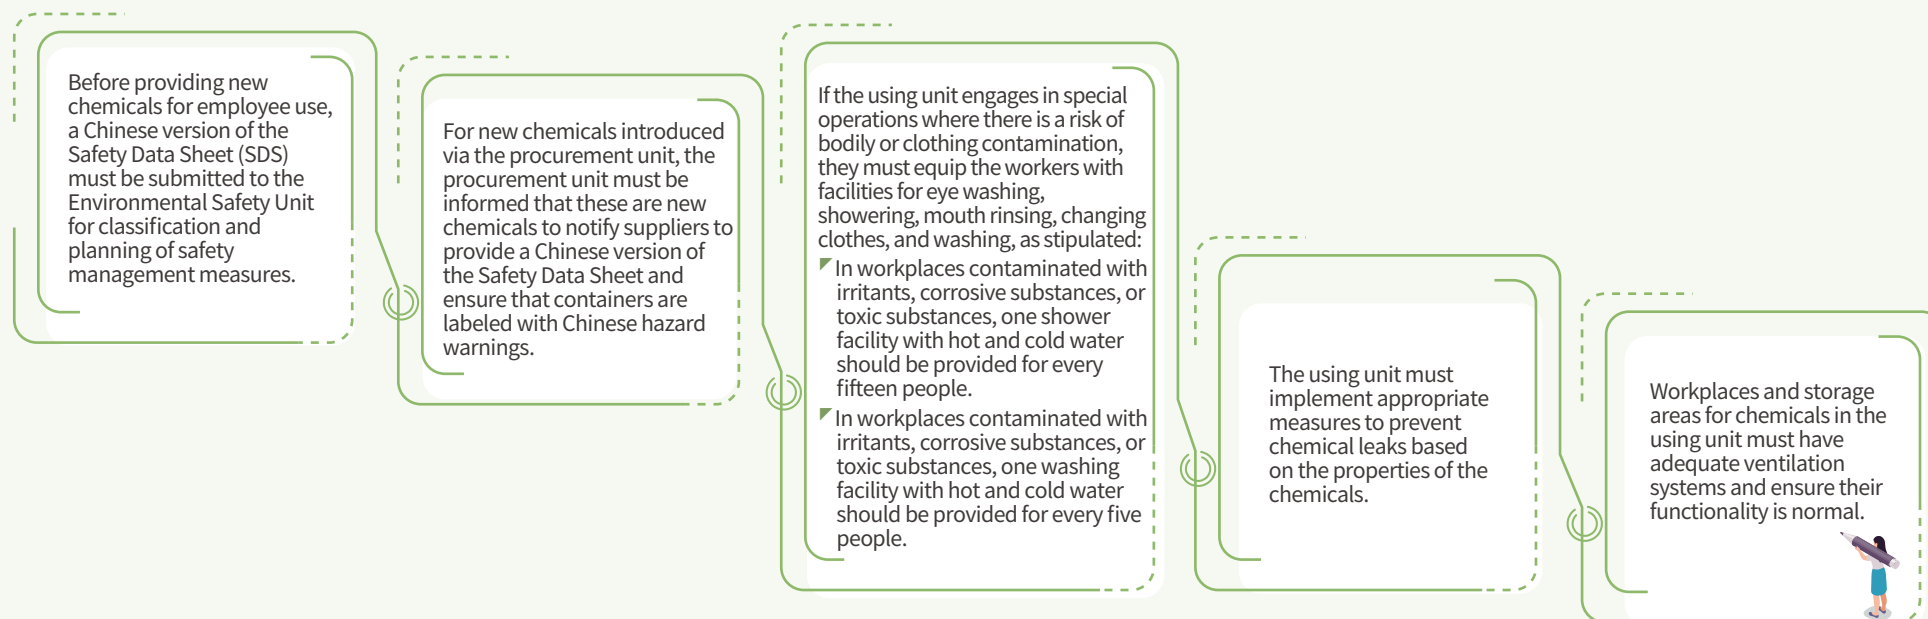 Before providing new
chemicals for employee use,
a Chinese version of the
Safety Data Sheet (SDS)
must be submitted to the
Environmental Safety Unit
for classification and
planning of safety
management measures.
For new chemicals introduced
via the procurement unit, the
procurement unit must be
informed that these are new
chemicals to notify suppliers to
provide a Chinese version of
the Safety Data Sheet and
ensure that containers are
labeled with Chinese hazard
warnings.
If the using unit engages in special
operations where there is a risk of
bodily or clothing contamination,
they must equip the workers with
facilities for eye washing,
showering, mouth rinsing, changing
clothes, and washing, as stipulated:
In workplaces contaminated with
irritants, corrosive substances, or
toxic substances, one shower
facility with hot and cold water
should be provided for every
fifteen people.
In workplaces contaminated with
irritants, corrosive substances, or
toxic substances, one washing
facility with hot and cold water
should be provided for every five
people.
The using unit must
implement appropriate
measures to prevent
chemical leaks based
on the properties of the
chemicals.
Workplaces and storage
areas for chemicals in the
using unit must have
adequate ventilation
systems and ensure their
functionality is normal.